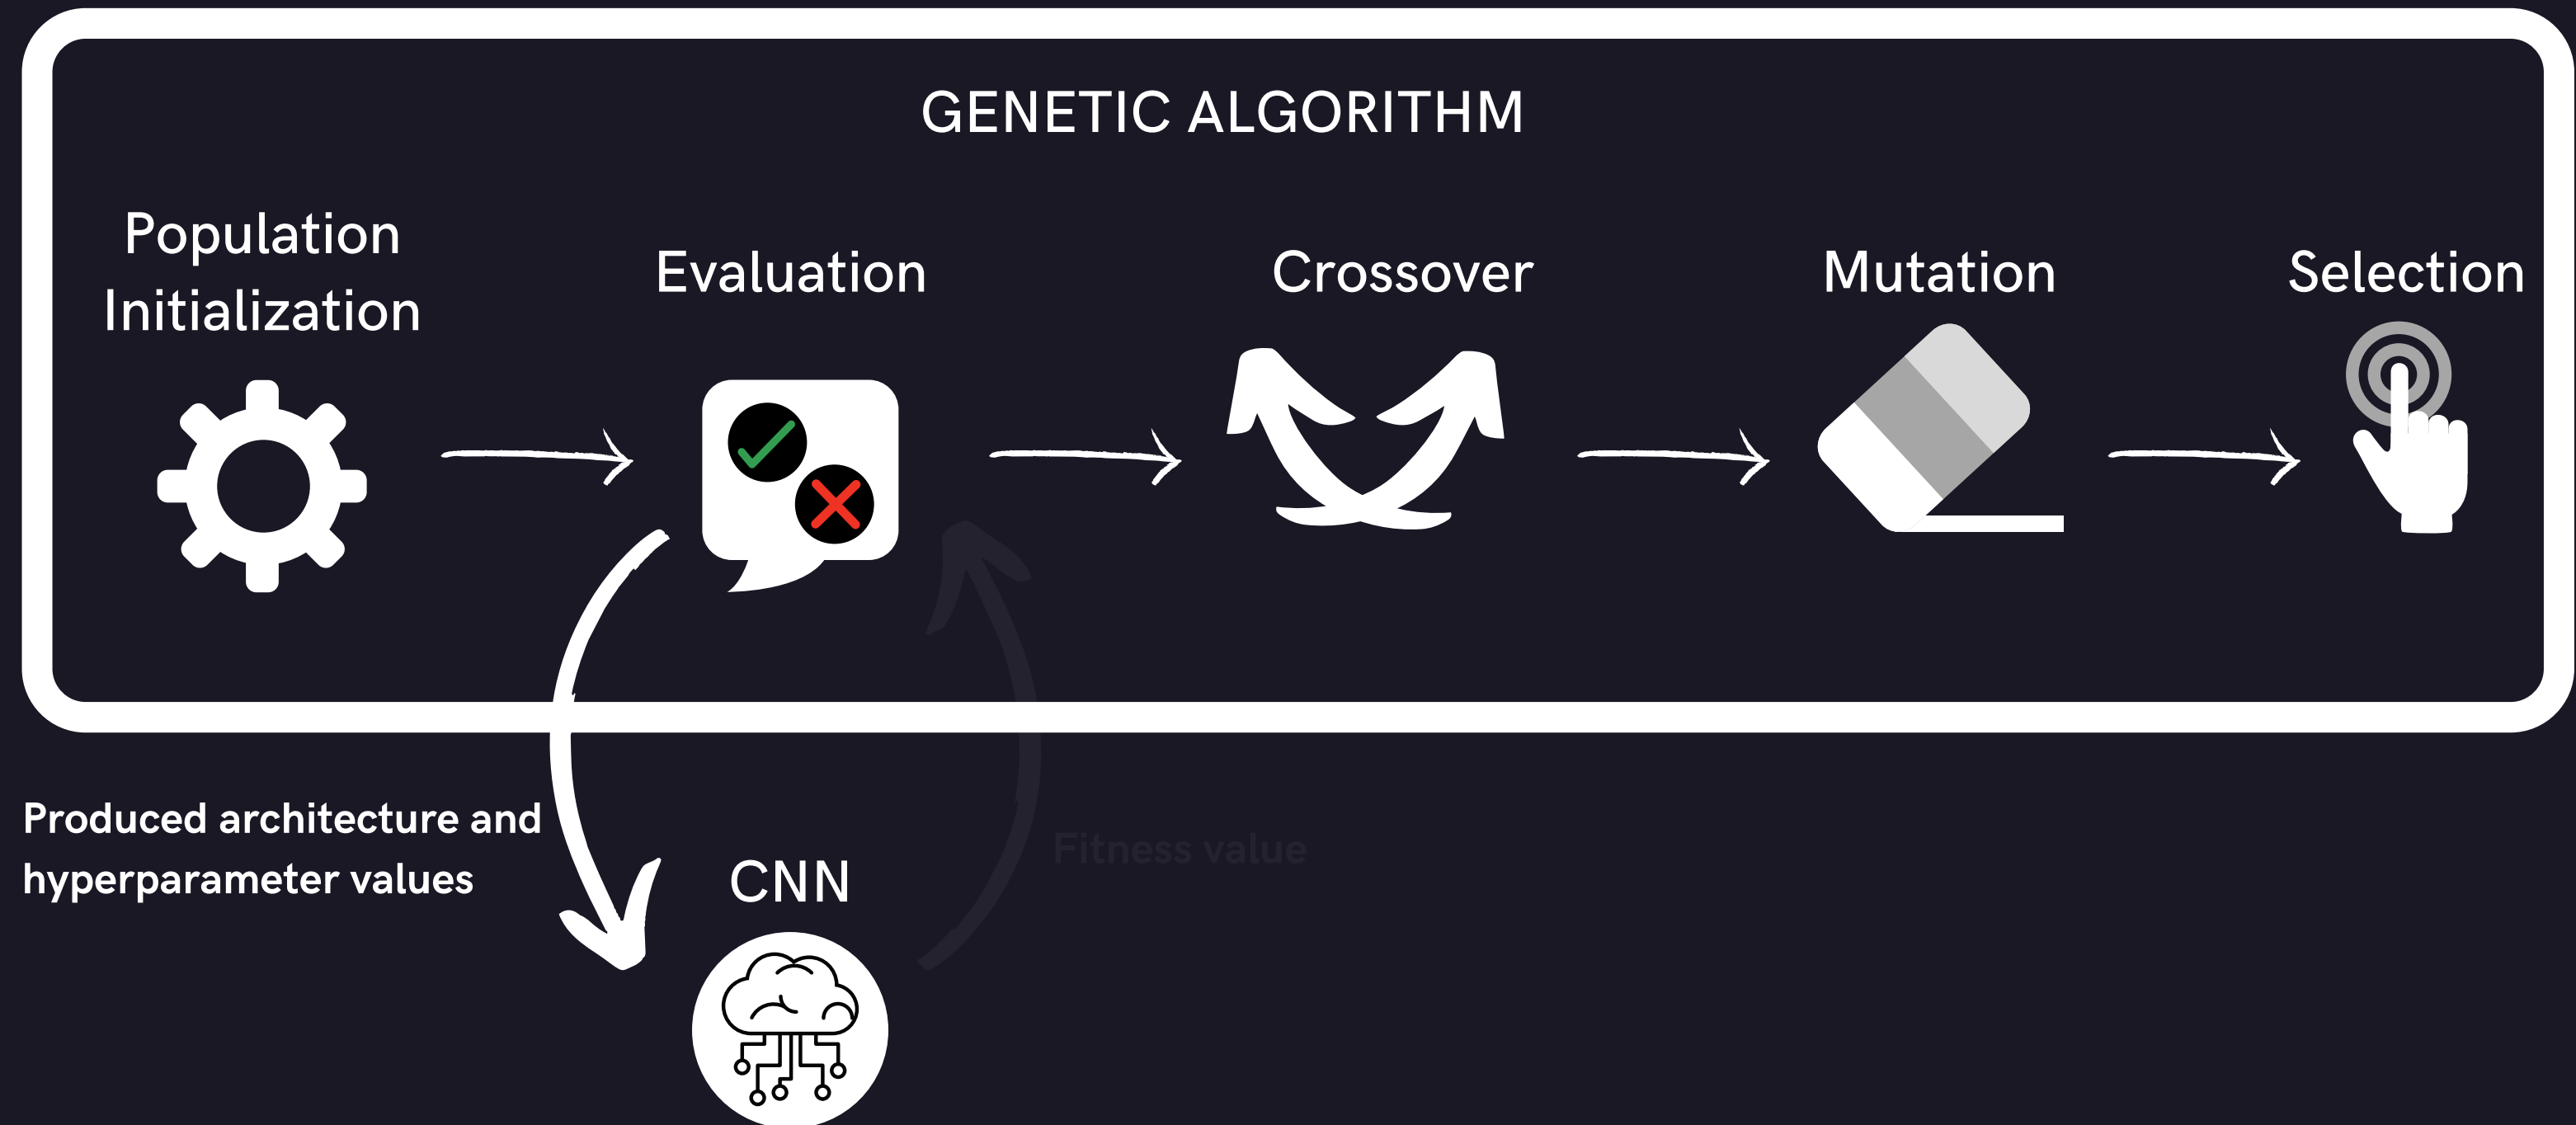 GENETIC ALGORITHM
Population
Initialization
Evaluation
Crossover
Mutation
Selection
Produced architecture and
hyperparameter values
Fitness value
CNN